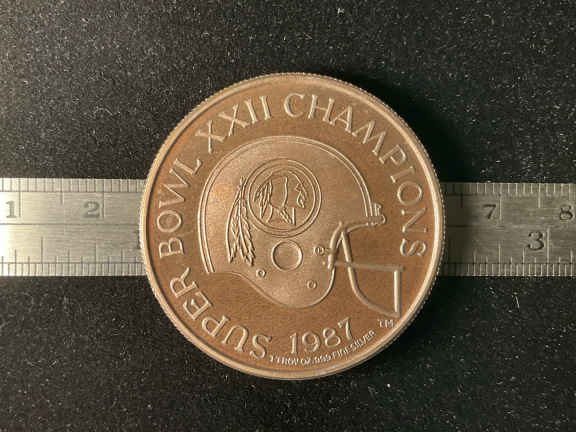 SUPER BOWL XXII CHAMPIONS
1987
1 TROY OZ .999 FINE SILVER
TM
1 2 7 8
3